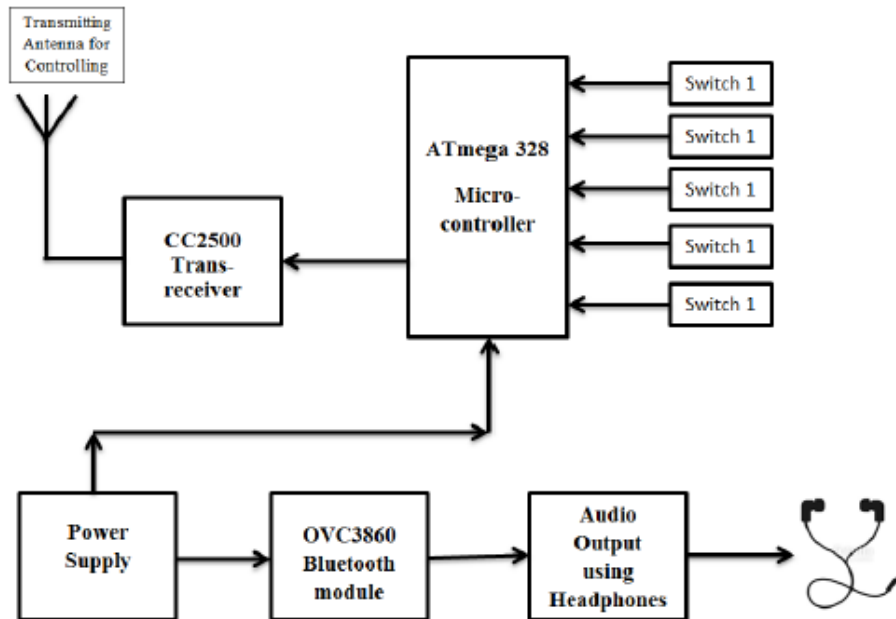 Transmitting
Antenna for
Controlling
ATmega 328
Micro-
controller
Switch 1
Switch 1
Switch 1
Switch 1
Switch 1
CC2500
Trans-
receiver
Power
Supply
OVC3860
Bluetooth
module
Audio
Output
using
Headphones